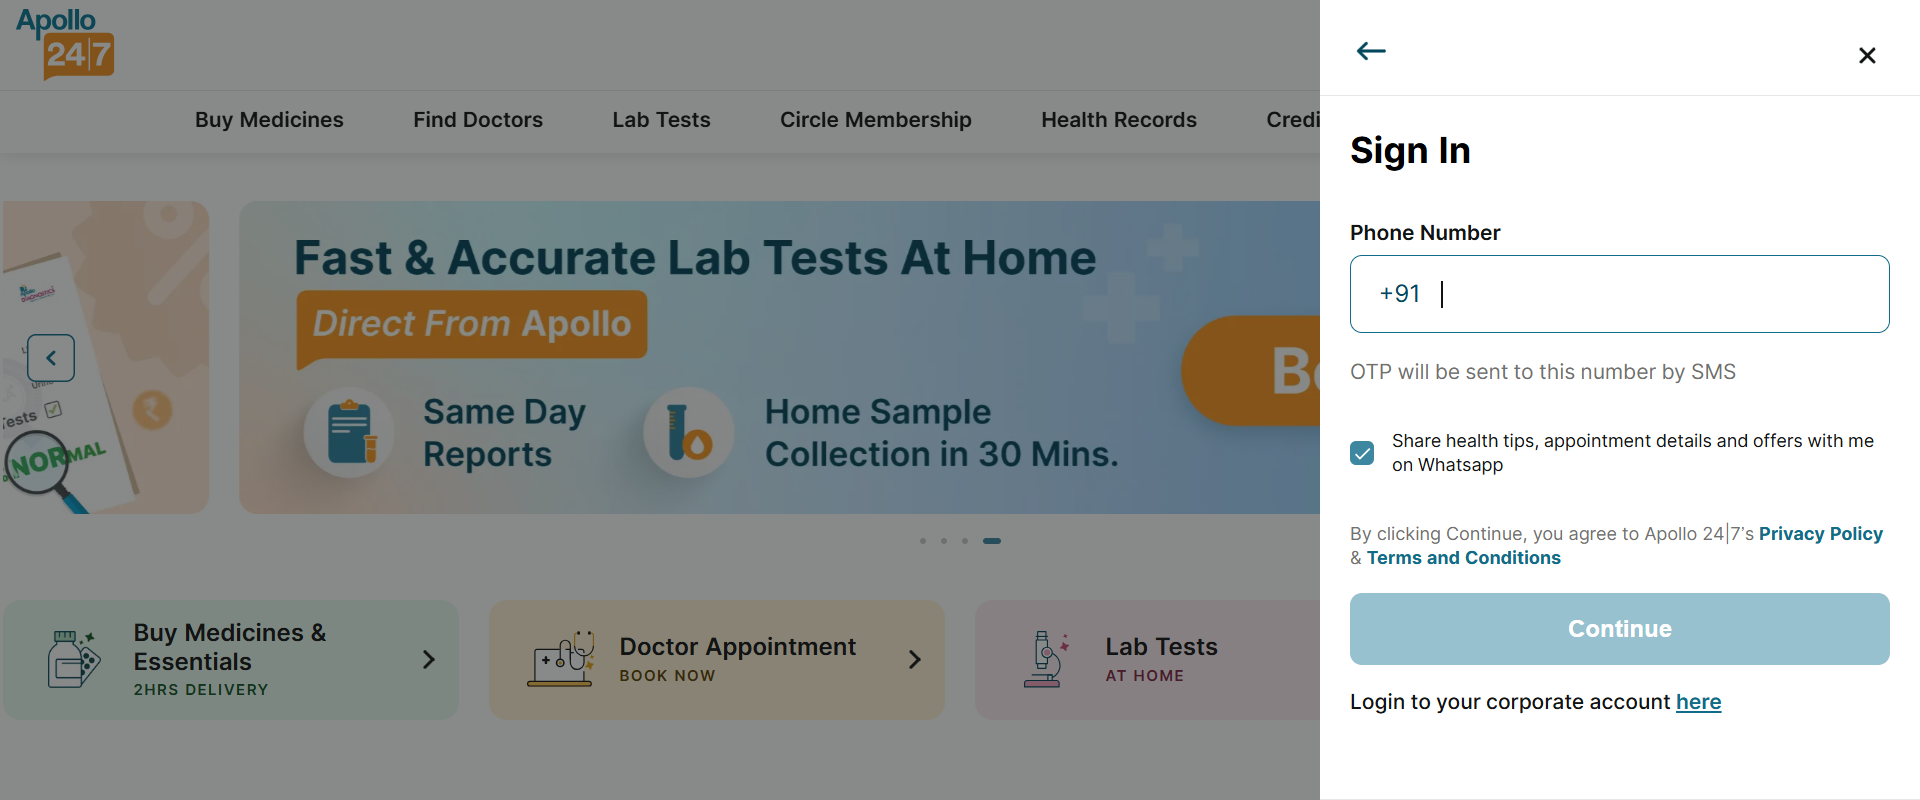 Apollo
24|7
Buy Medicines
Find Doctors
Lab Tests
Circle Membership
Health Records
Credi
Tests
NORMAL
Fast & Accurate Lab Tests At Home
Direct From Apollo
Same Day
Reports
Home Sample
Collection in 30 Mins.
Buy Medicines &
Essentials
2HRS DELIVERY
Doctor Appointment
BOOK NOW
Lab Tests
AT HOME
Sign In
Phone Number
+91
OTP will be sent to this number by SMS
Share health tips, appointment details and offers with me
on Whatsapp
By clicking Continue, you agree to Apollo 24|7's Privacy Policy
& Terms and Conditions
Continue
Login to your corporate account here